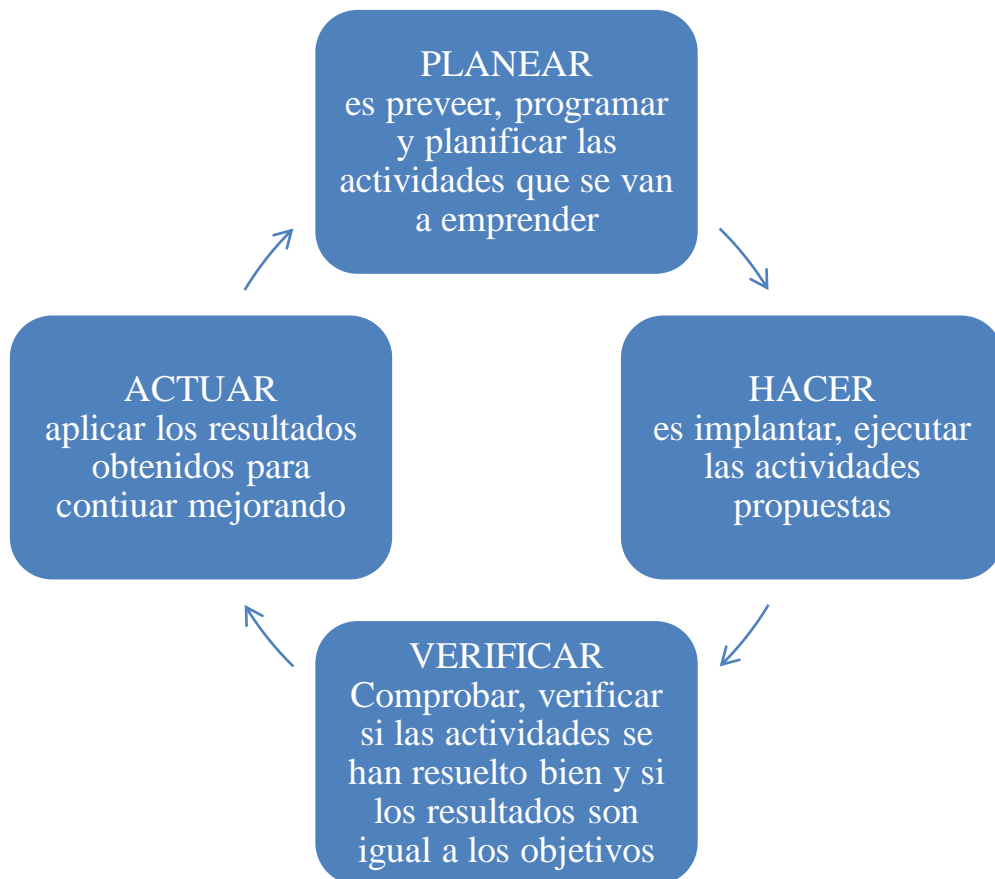 PLANEAR
es preveer, programar
y planificar las
actividades que se van
a emprender
HACER
es implantar, ejecutar
las actividades
propuestas
VERIFICAR
Comprobar, verificar
si las actividades se
han resuelto bien y si
los resultados son
igual a los objetivos
ACTUAR
aplicar los resultados
obtenidos para
contiuar mejorando